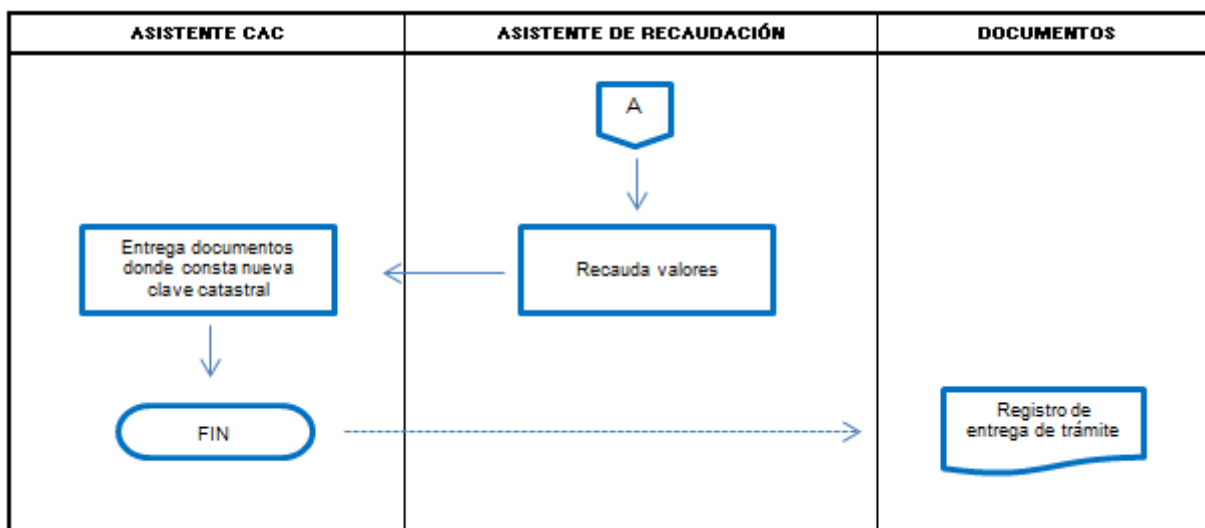 ASISTENTE CAC
ASISTENTE DE RECAUDACIÓN
DOCUMENTOS
A
Entrega documentos
donde consta nueva
clave catastral
Recauda valores
FIN
Registro de
entrega de trámite